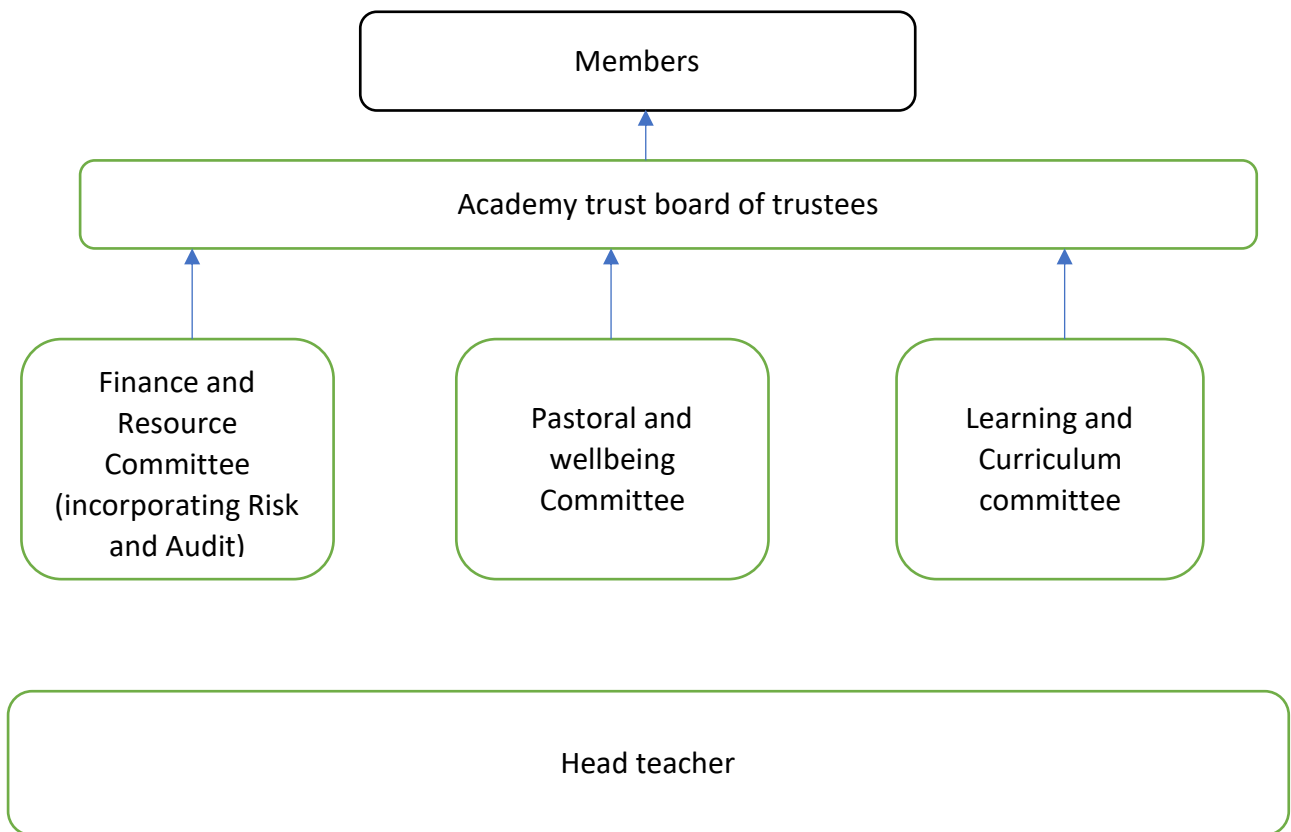 Members
Academy trust board of trustees
Finance and
Resource
Committee
(incorporating Risk
and Audit)
Pastoral and
wellbeing
Committee
Learning and
Curriculum
committee
Head teacher